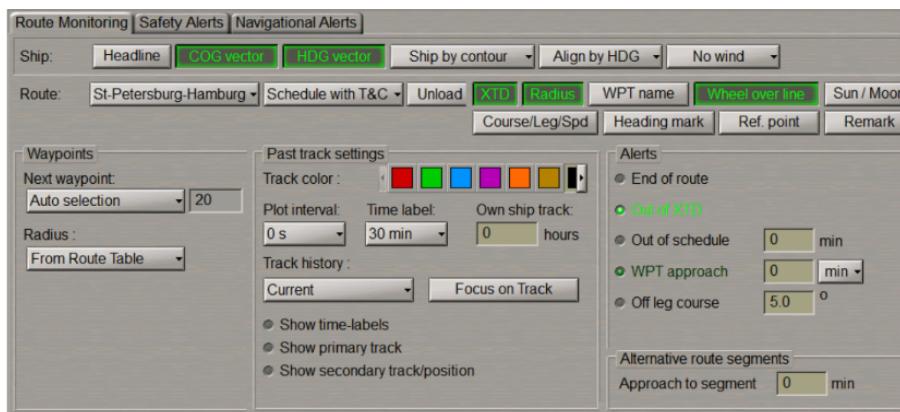 Route Monitoring Safety Alerts Navigational Alerts
Ship: Headline COG vector HDG vector Ship by contour Align by HDG No wind
Route: St-Petersburg-Hamburg Schedule with T&C Unload XTD Radius WPT name Wheel over line Sun / Moon
Course/Leg/Spd Heading mark Ref. point Remark
Waypoints
Next waypoint:
Auto selection 20
Radius :
From Route Table
Past track settings
Track color :
Plot interval: Time label: Own ship track:
0 s 30 min 0 hours
Track history :
Current Focus on Track
Show time-labels
Show primary track
Show secondary track/position
Alerts
End of route
Out of XTD
Out of schedule 0 min
WPT approach 0 min
Off leg course 5.0 o
Alternative route segments
Approach to segment 0 min